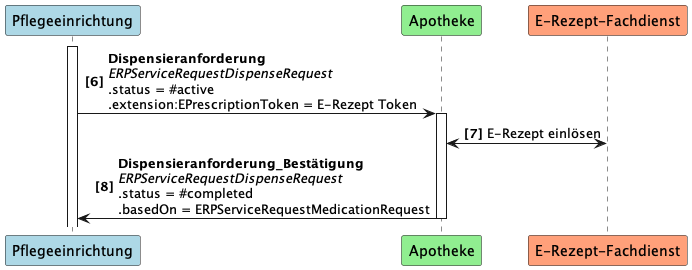 Pflegeeinrichtung
Apotheke
E-Rezept-Fachdienst
Dispensieranforderung
ERPServiceRequestDispenseRequest
[6]
.status = #active
.extension:EPrescriptionToken = E-Rezept Token
[7] E-Rezept einlösen
Dispensieranforderung_Bestätigung
ERPServiceRequestDispenseRequest
[8]
.status = #completed
.basedOn = ERPServiceRequestMedicationRequest
Pflegeeinrichtung
Apotheke
E-Rezept-Fachdienst